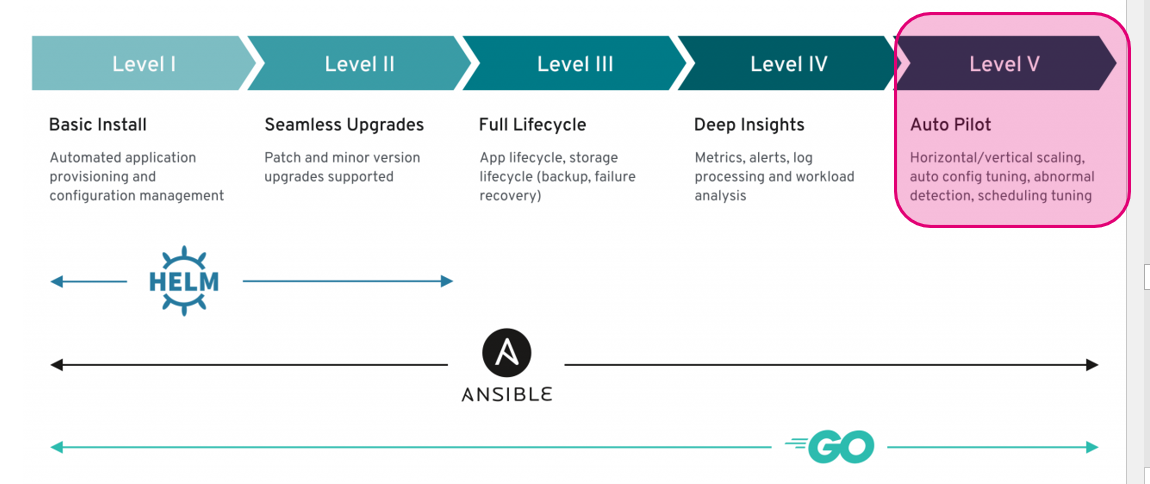 Level I
Level II
Level III
Level IV
Level V
Basic Install
Automated application
provisioning and
configuration management
Seamless Upgrades
Patch and minor version
upgrades supported
Full Lifecycle
App lifecycle, storage
lifecycle (backup, failure
recovery)
Deep Insights
Metrics, alerts, log
processing and workload
analysis
Auto Pilot
Horizontal/vertical scaling,
auto config tuning, abnormal
detection, scheduling tuning
HELM
ANSIBLE
GO